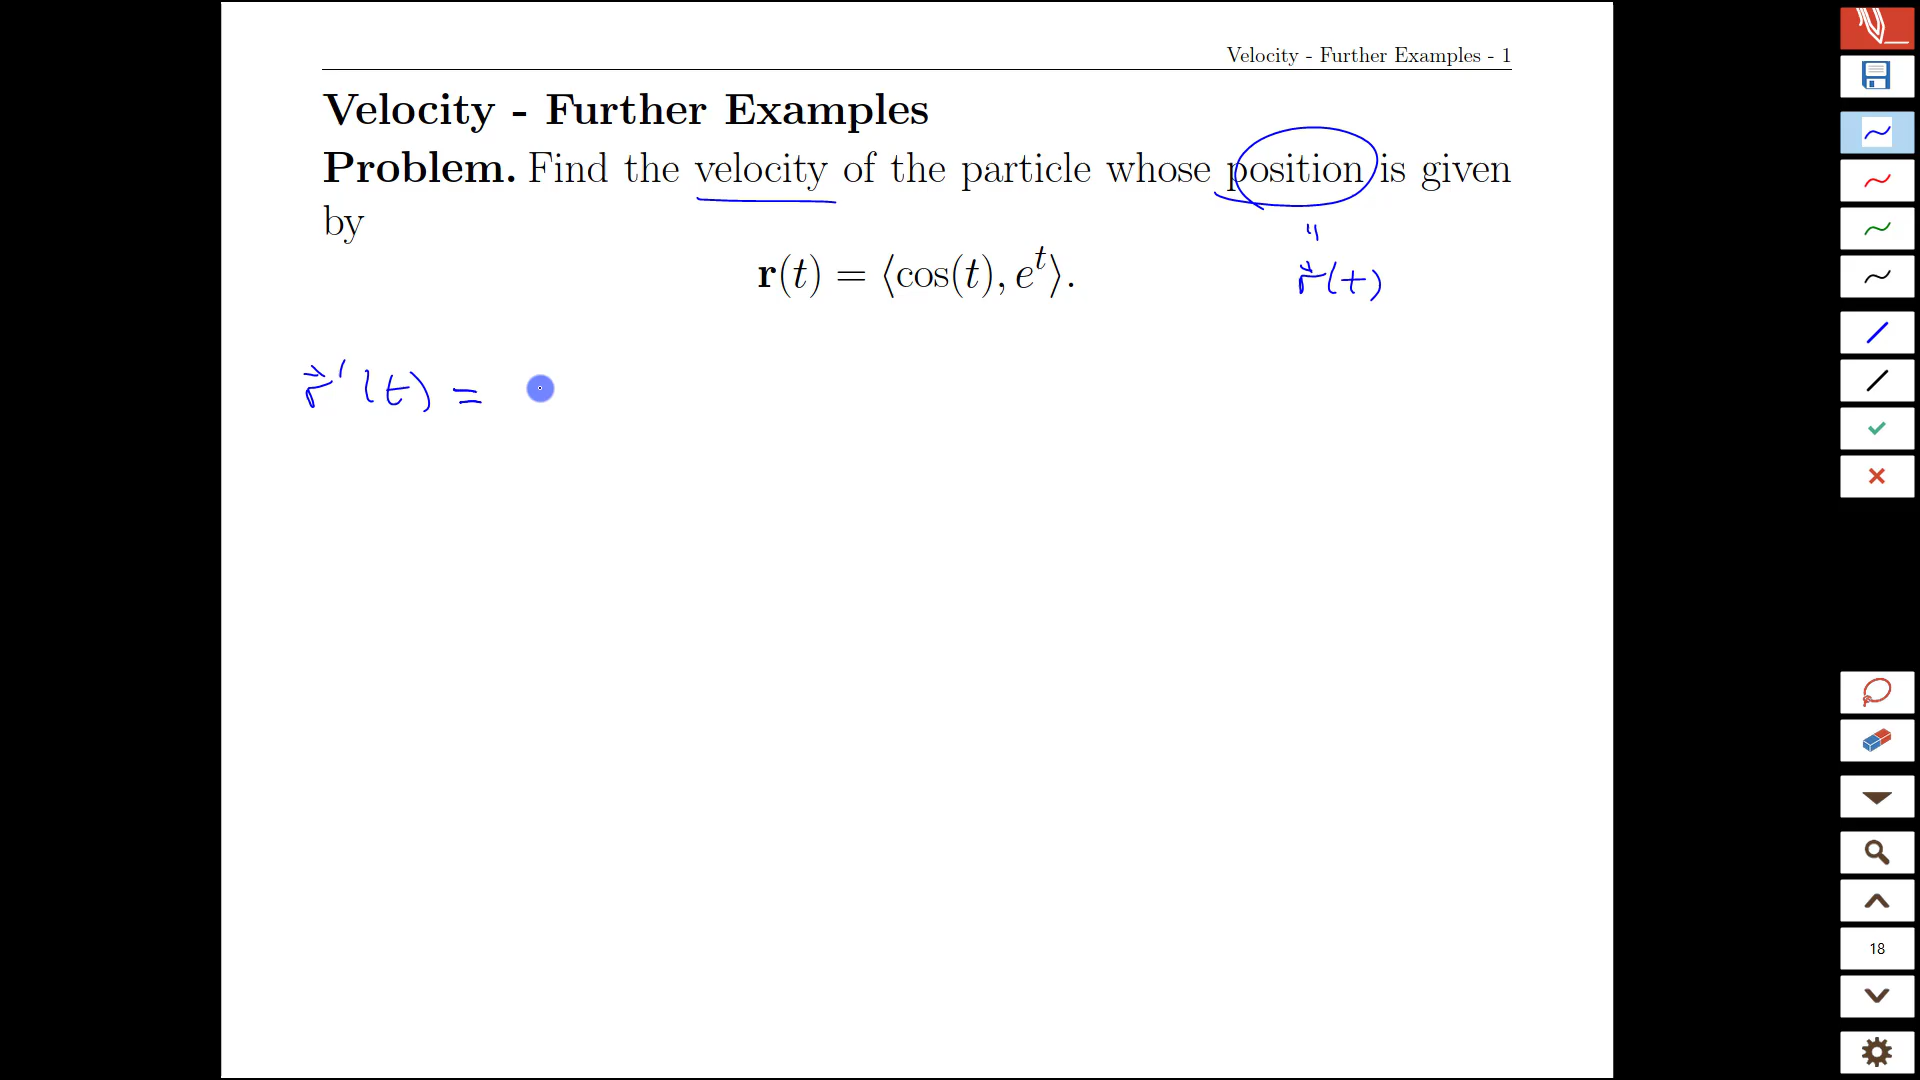 Velocity - Further Examples - 1
Velocity - Further Examples
Problem. Find the velocity of the particle whose position is given
by
r(t) = ⟨cos(t), e^t⟩.
"
r⃗(t)
r⃗'(t) =
18